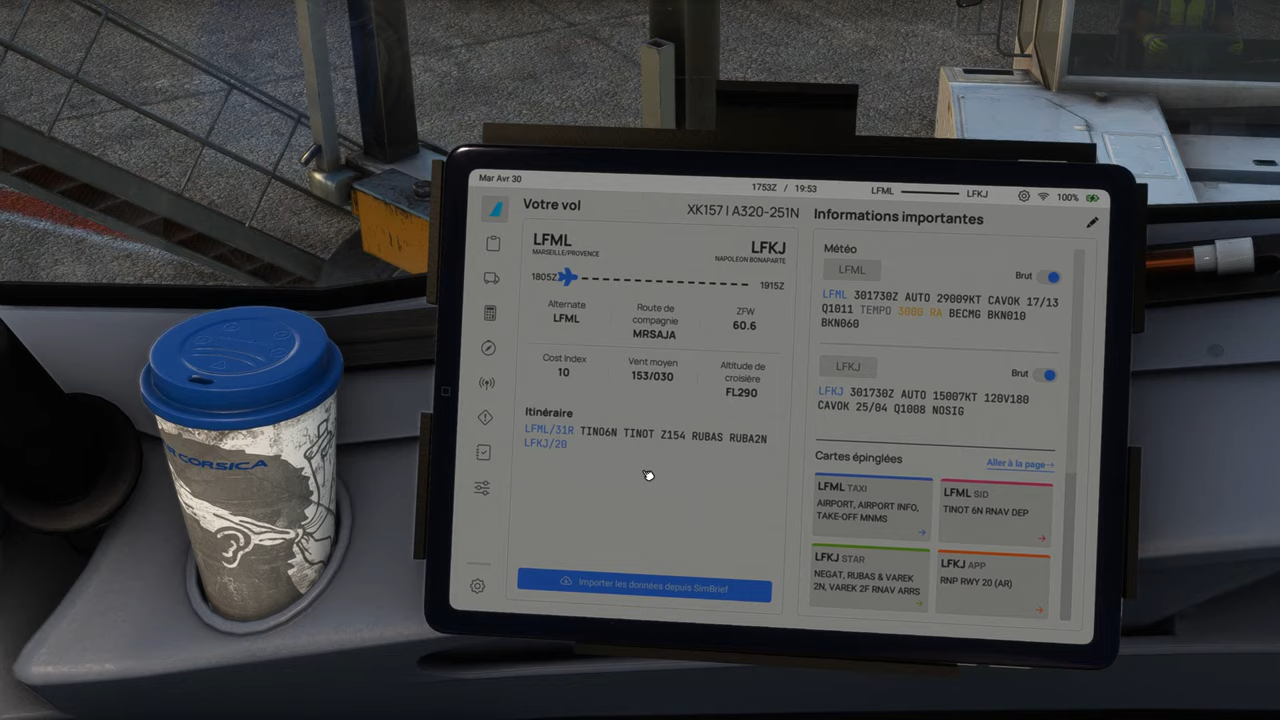 Mar Avr 30
1753Z / 19:53
LFML LFKJ
100%
Votre vol
XK157 | A320-251N
LFML
MARSEILLE/PROVENCE
LFKJ
NAPOLEON BONAPARTE
1805Z
1915Z
Alternate
LFML
Route de
compagnie
MRSAJA
ZFW
60.6
Cost Index
10
Vent moyen
153/030
Altitude de
croisière
FL290
Itinéraire
LFML/31R TINO6N TINOT Z154 RUBAS RUBA2N
LFKJ/20
Importer les données depuis SimBrief
Informations importantes
Météo
LFML
Brut
LFML 301730Z AUTO 29009KT CAVOK 17/13
Q1011 TEMPO 3000 RA BECMG BKN010
BKN060
LFKJ
Brut
LFKJ 301730Z AUTO 15007KT 120V180
CAVOK 25/04 Q1008 NOSIG
Cartes épinglées
Aller à la page→
LFML TAXI
AIRPORT, AIRPORT INFO,
TAKE-OFF MNMS
LFML SID
TINOT 6N RNAV DEP
LFKJ STAR
NEGAT, RUBAS & VAREK
2N, VAREK 2F RNAV ARRS
LFKJ APP
RNP RWY 20 (AR)
CORSICA